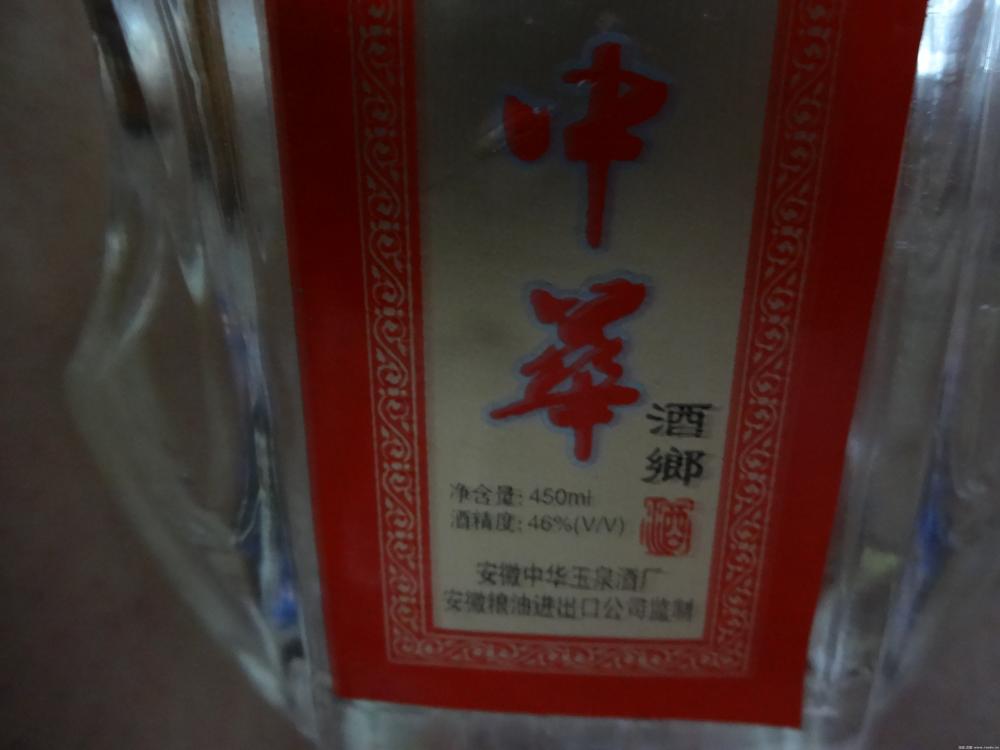 中
華
酒
鄉
净含量: 450ml
酒精度: 46%(V/V)
酒
安徽中华玉泉酒厂
安徽粮油进出口公司监制